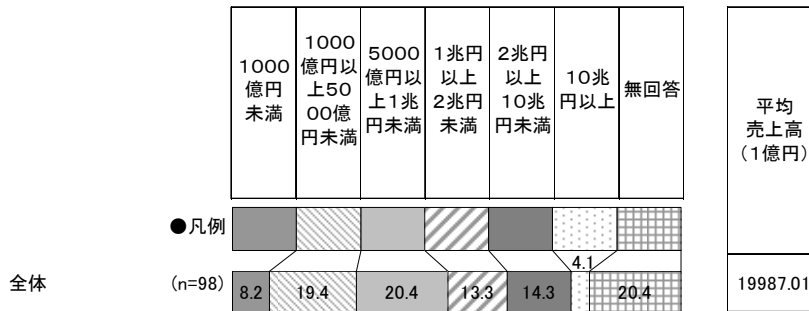 1000
億円
未満
1000
億円以
上50
00億
円未満
5000
億円以
上1兆
円未満
1兆円
以上
2兆円
未満
2兆円
以上
10兆
円未満
10兆
円以上
無回答
平均
売上高
(1億円)
●凡例
全体
(n=98)
8.2
19.4
20.4
13.3
14.3
4.1
20.4
19987.01